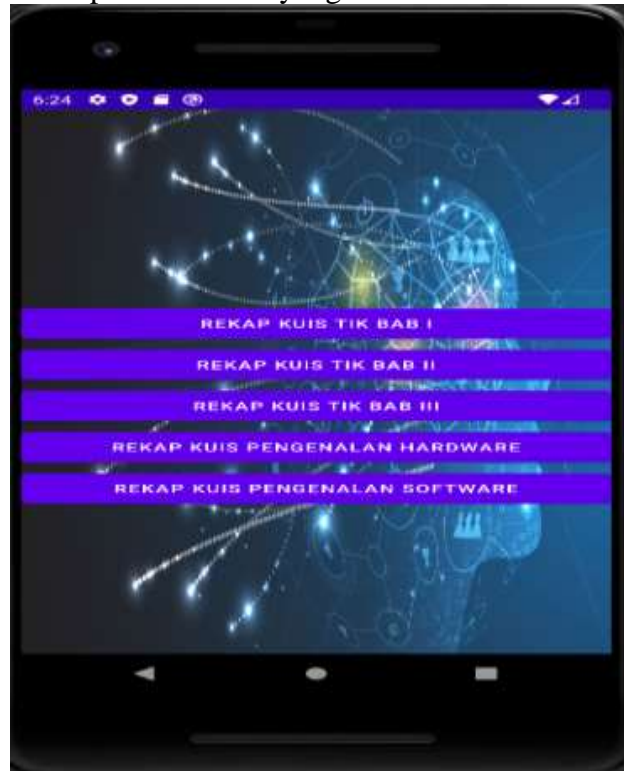 6:24
REKAP KUIS TIK BAB I
REKAP KUIS TIK BAB II
REKAP KUIS TIK BAB III
REKAP KUIS PENGENALAN HARDWARE
REKAP KUIS PENGENALAN SOFTWARE